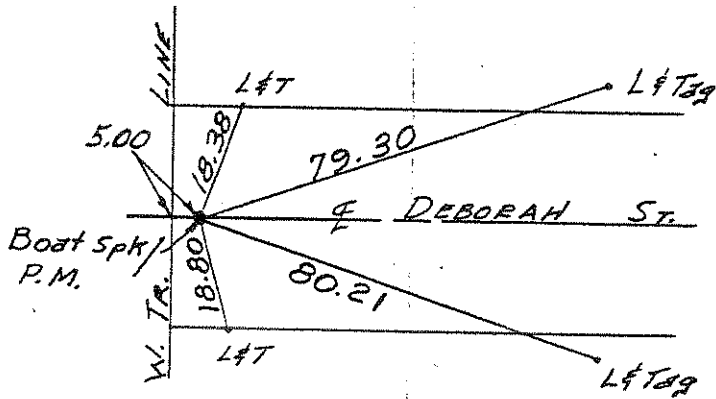 LINE
L&T
L&Tag
5.00
18.38
79.30
℄ DEBORAH ST.
Boat Spk/
P.M.
18.80
80.21
W. TR.
L&T
L&Tag